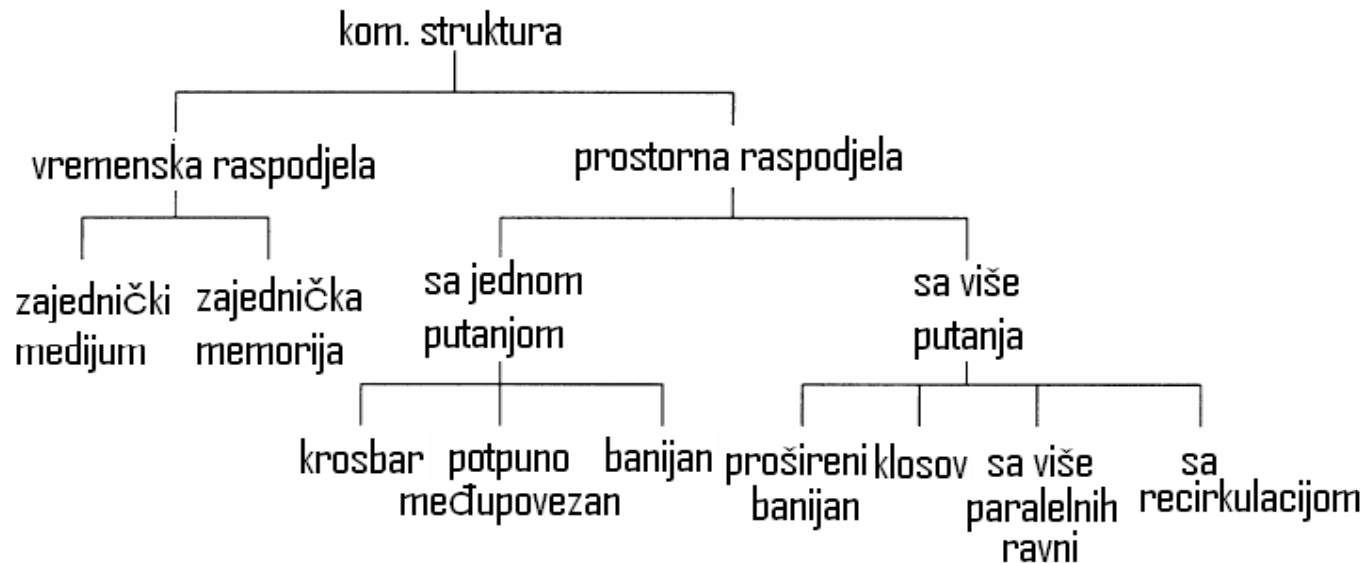 kom. struktura
vremenska raspodjela
prostorna raspodjela
zajednički
medijum
zajednička
memorija
sa jednom
putanjom
sa više
putanja
krosbar
potpuno
međupovezan
banijan
prošireni
banijan
klosov
sa više
paralelnih
ravni
sa
recirkulacijom